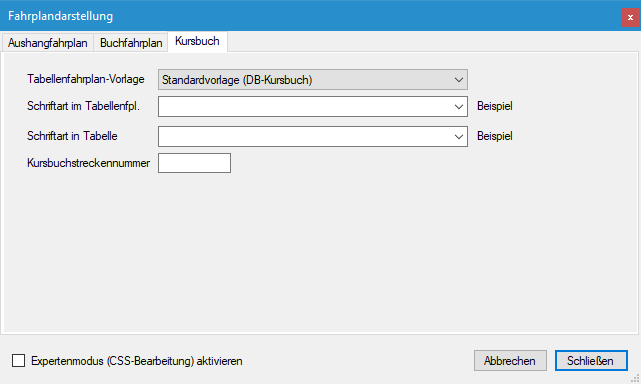 Fahrplandarstellung
x
Aushangfahrplan Buchfahrplan Kursbuch
Tabellenfahrplan-Vorlage Standardvorlage (DB-Kursbuch)
Schriftart im Tabellenfpl. Beispiel
Schriftart in Tabelle Beispiel
Kursbuchstreckennummer
Expertenmodus (CSS-Bearbeitung) aktivieren Abbrechen Schließen